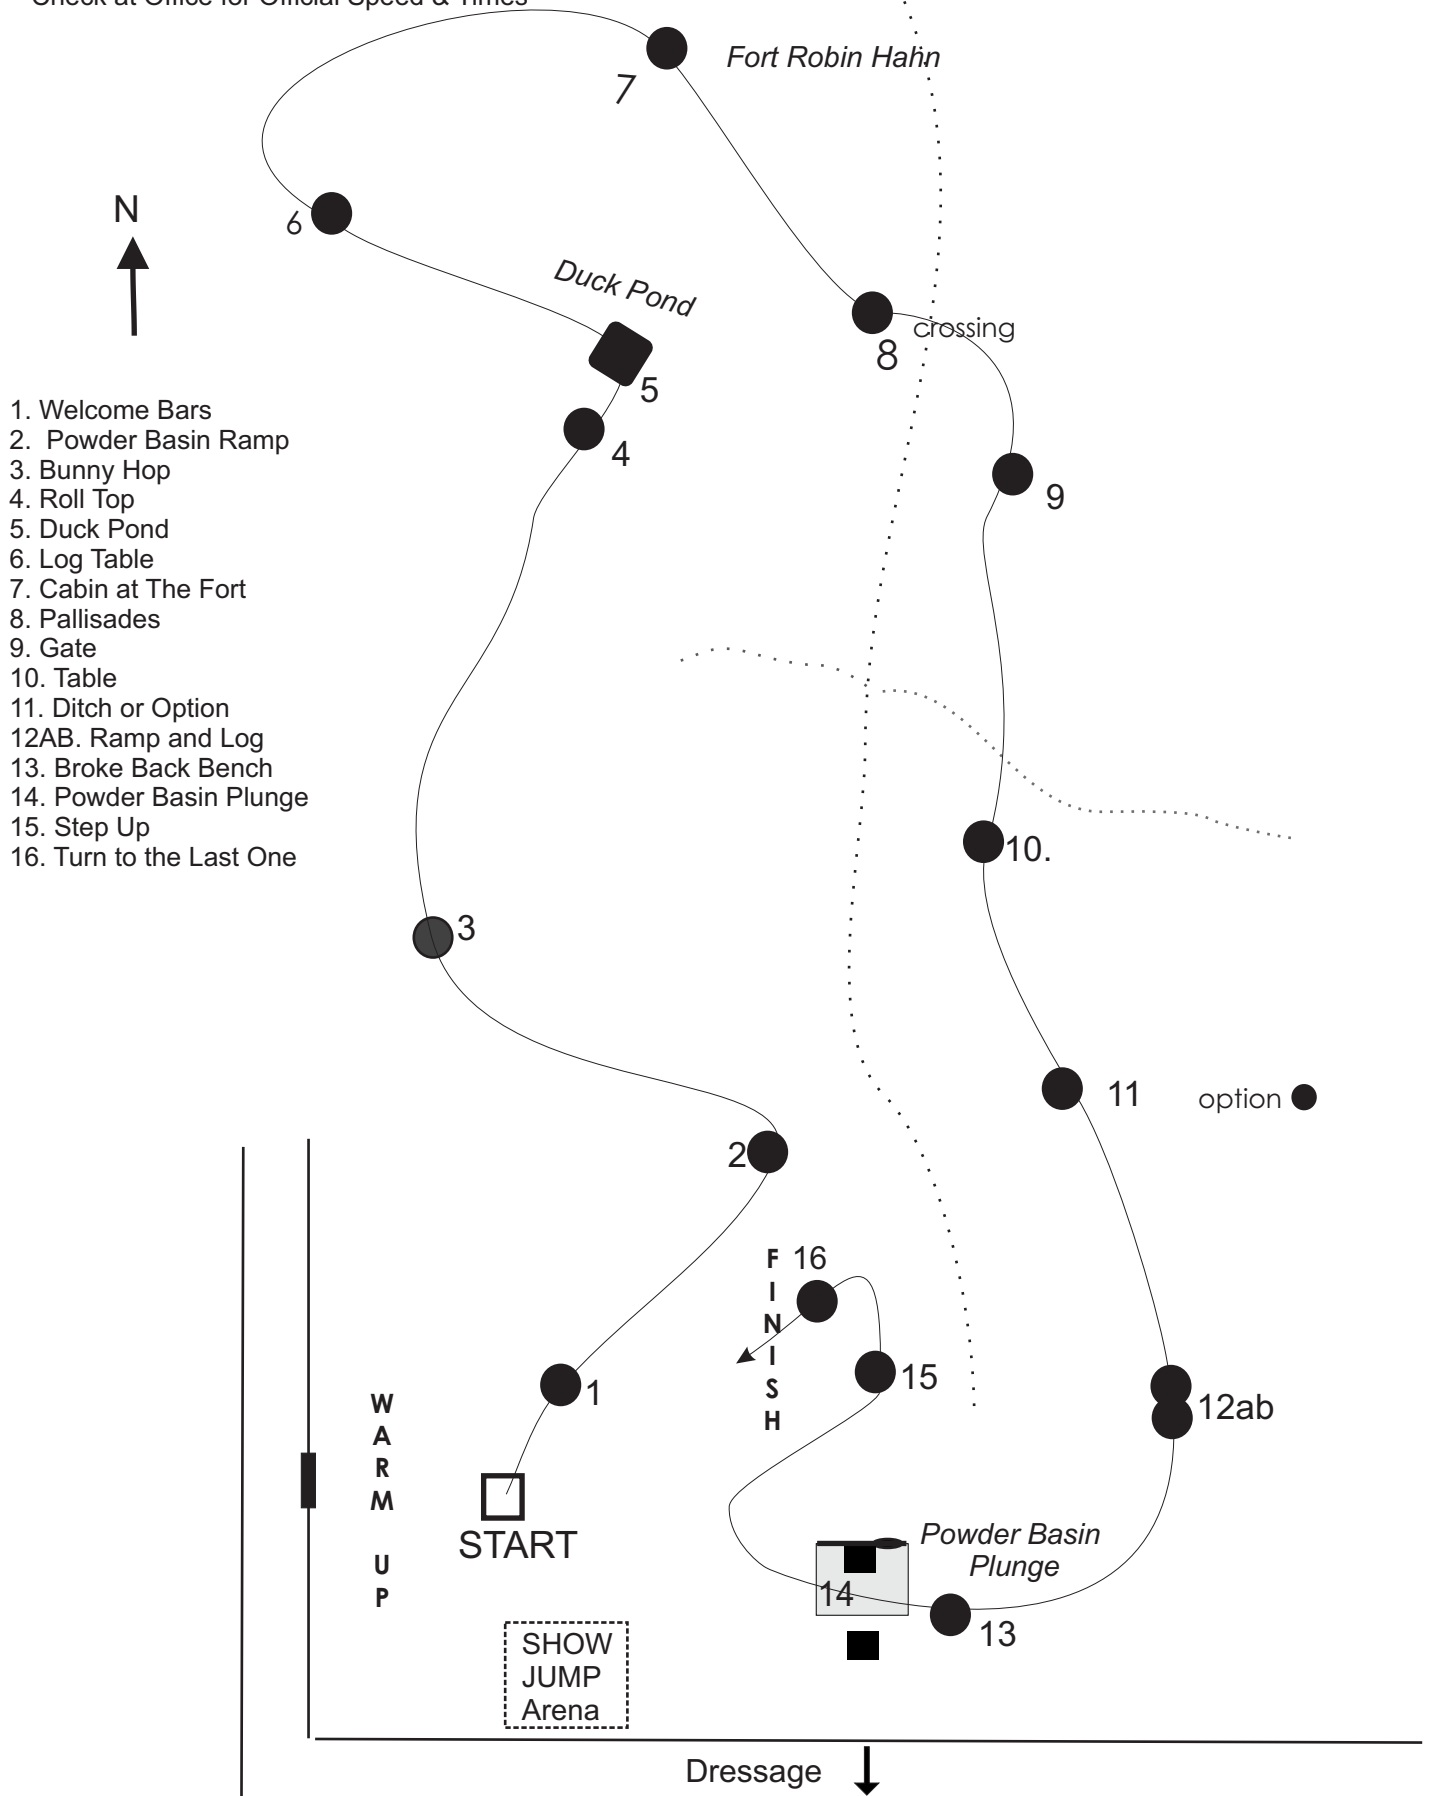 Check at Office for Official Speed & Times
7
Fort Robin Hahn
N
6
Duck Pond
crossing
8
5
4
9
1. Welcome Bars
2. Powder Basin Ramp
3. Bunny Hop
4. Roll Top
5. Duck Pond
6. Log Table
7. Cabin at The Fort
8. Pallisades
9. Gate
10. Table
11. Ditch or Option
12AB. Ramp and Log
13. Broke Back Bench
14. Powder Basin Plunge
15. Step Up
16. Turn to the Last One
10.
3
11
option
2
16
FINISH
15
1
12ab
WARM UP
START
Powder Basin
Plunge
14
13
SHOW
JUMP
Arena
Dressage